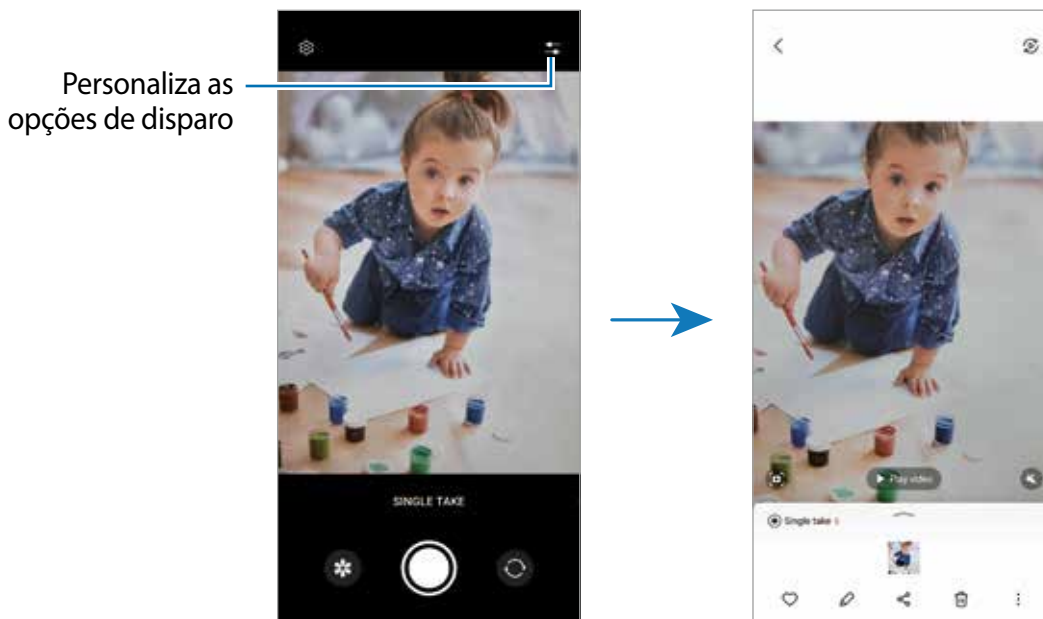 Personaliza as
opções de disparo
SINGLE TAKE
Play video
Single take